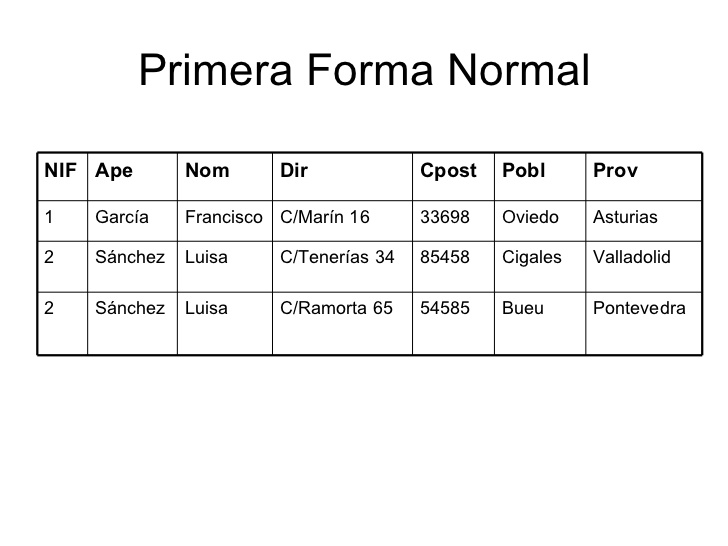 Primera Forma Normal
NIF Ape Nom Dir Cpost Pobl Prov
1 García Francisco C/Marín 16 33698 Oviedo Asturias
2 Sánchez Luisa C/Tenerías 34 85458 Cigales Valladolid
2 Sánchez Luisa C/Ramorta 65 54585 Bueu Pontevedra